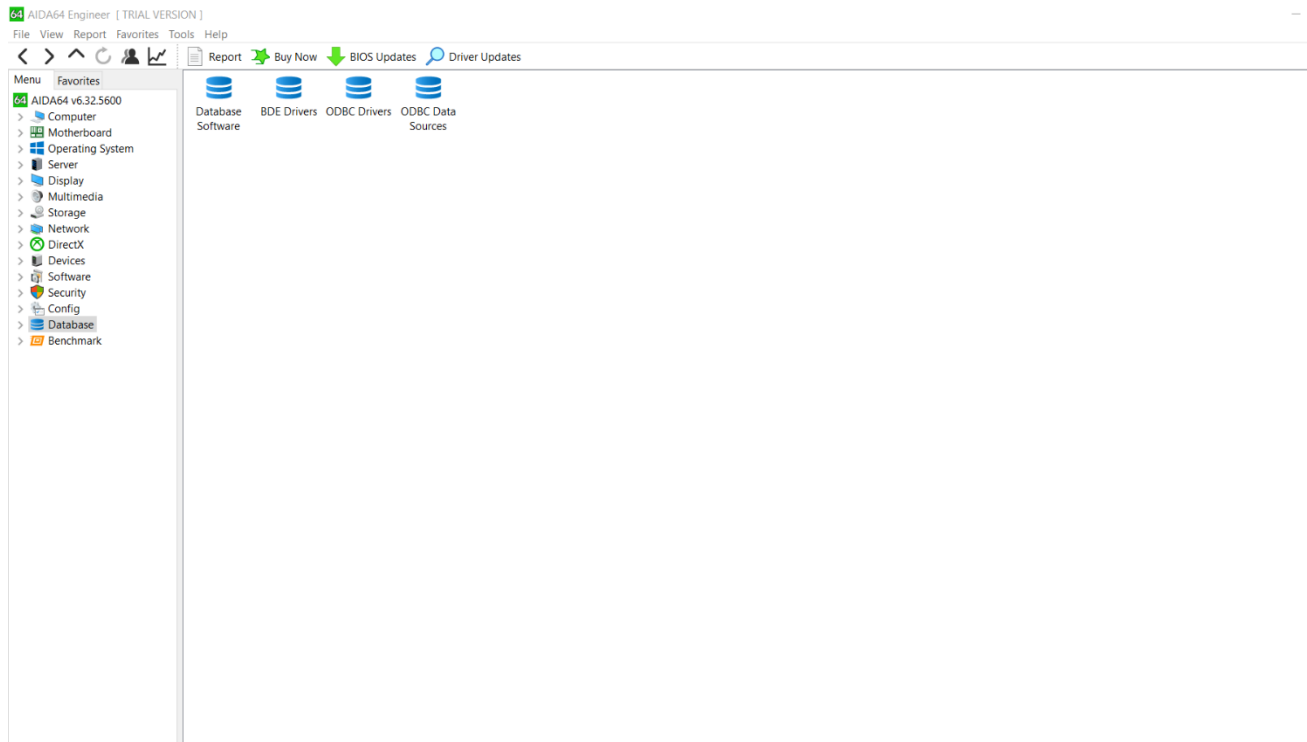 64 AIDA64 Engineer [ TRIAL VERSION ]
File View Report Favorites Tools Help
Report Buy Now BIOS Updates Driver Updates
Menu Favorites
64 AIDA64 v6.32.5600
Computer
Motherboard
Operating System
Server
Display
Multimedia
Storage
Network
DirectX
Devices
Software
Security
Config
Database
Benchmark
Database BDE Drivers ODBC Drivers ODBC Data
Software Sources